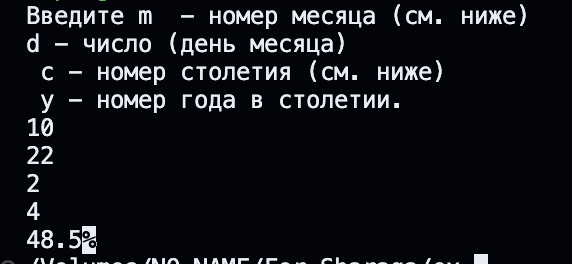 Введите m  – номер месяца (см. ниже)
d – число (день месяца)
 c – номер столетия (см. ниже)
 y – номер года в столетии.
10
22
2
4
48.5%